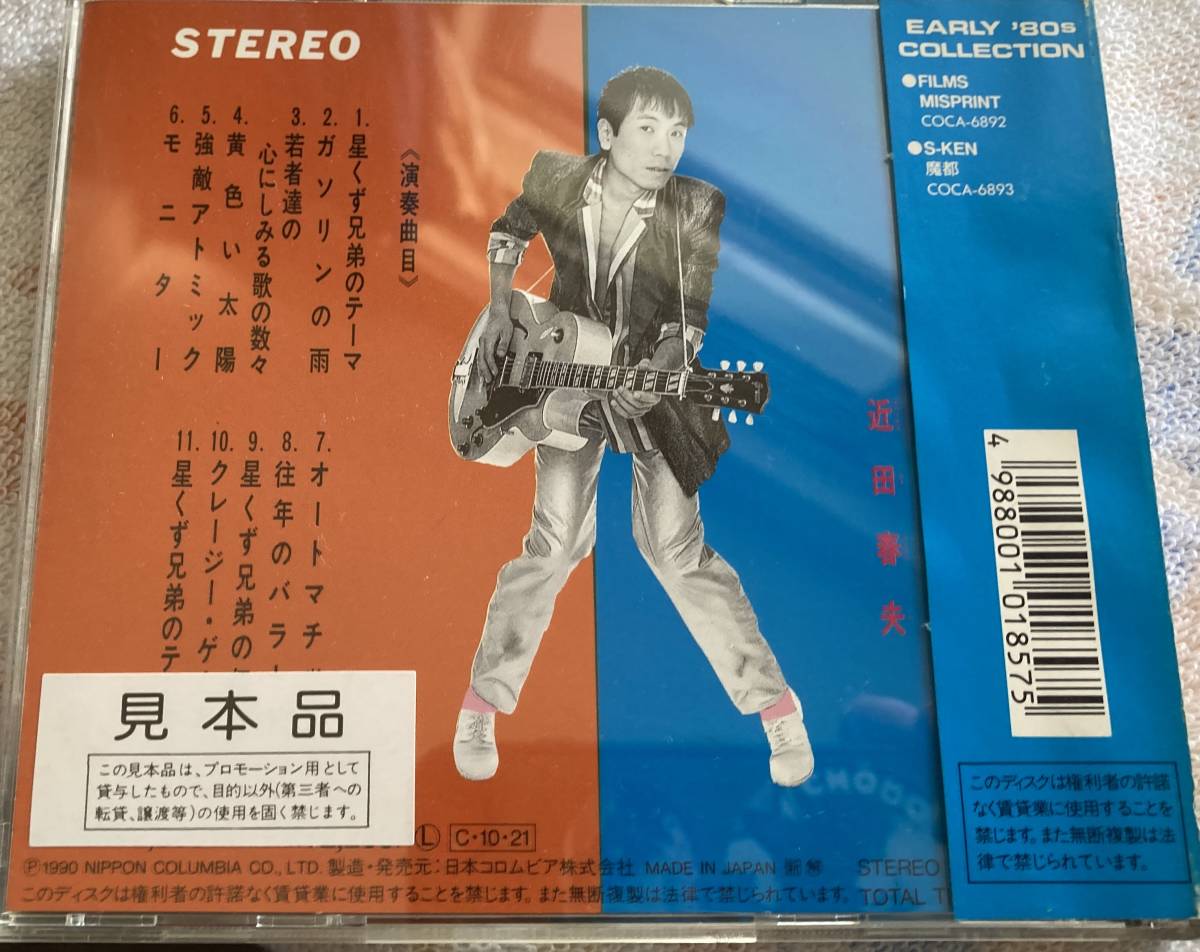 STEREO
《演奏曲目》
1.星くず兄弟のテーマ
2.ガソリンの雨
3.若者達の
心にしみる歌の数々
4.黄色い太陽
5.強敵アトミック
6.モニター
7.オートマチ
8.往年のバラ
9.星くず兄弟の
10.クレージー・ゲ
11.星くず兄弟のテ
近田春夫
EARLY '80s
COLLECTION
●FILMS
MISPRINT
COCA-6892
●S-KEN
魔都
COCA-6893
4 988001 018575
このディスクは権利者の許諾
なく賃貸業に使用することを
禁じます。また無断複製は法
律で禁じられています。
見本品
この見本品は、プロモーション用として
貸与したもので、目的以外(第三者への
転貸、譲渡等)の使用を固く禁じます。
Ⓛ C・10・21
Ⓟ1990 NIPPON COLUMBIA CO., LTD. 製造・発売元:日本コロムビア株式会社 MADE IN JAPAN
STEREO
このディスクは権利者の許諾なく賃貸業に使用することを禁じます。また無断複製は法律で禁じられています。
TOTAL